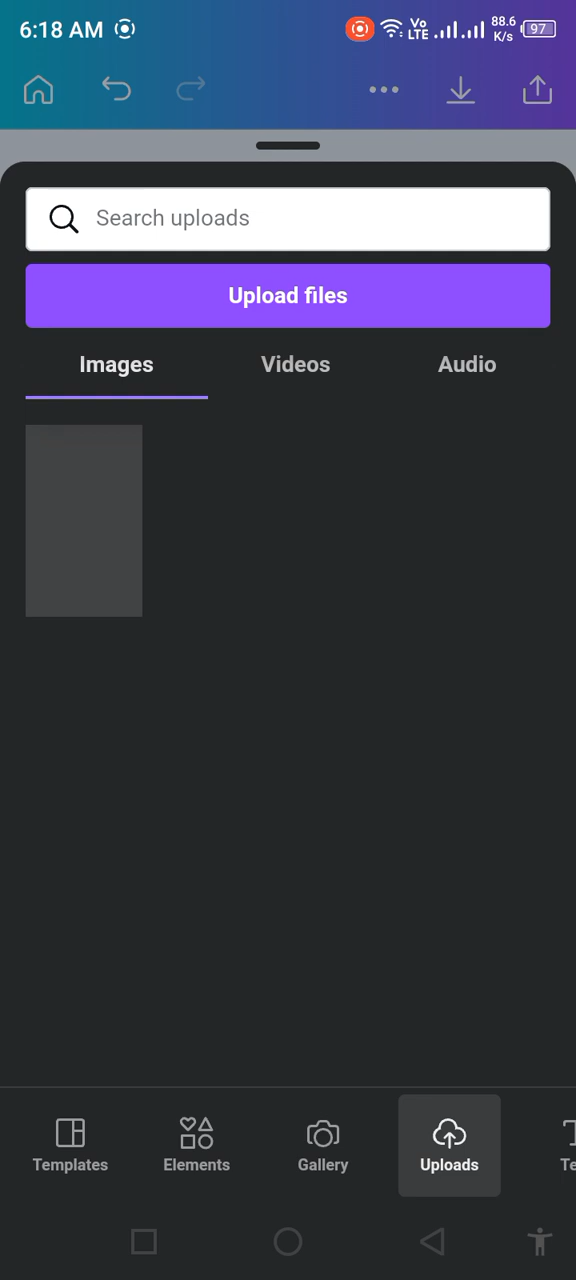 6:18 AM
Vo
LTE
88.6
K/s
97
Search uploads
Upload files
Images
Videos
Audio
Templates
Elements
Gallery
Uploads
Te